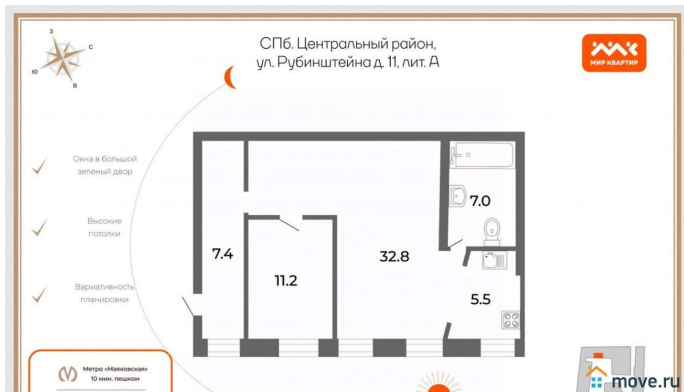 З
С
Ю
В
СПб. Центральный район,
ул. Рубинштейна д. 11, лит. А
МИР КВАРТИР
Окна в большой
зеленый двор
Высокие
потолки
Вариативность
планировки
7.4
11.2
32.8
7.0
5.5
Метро «Маяковская»
10 мин. пешком
move.ru